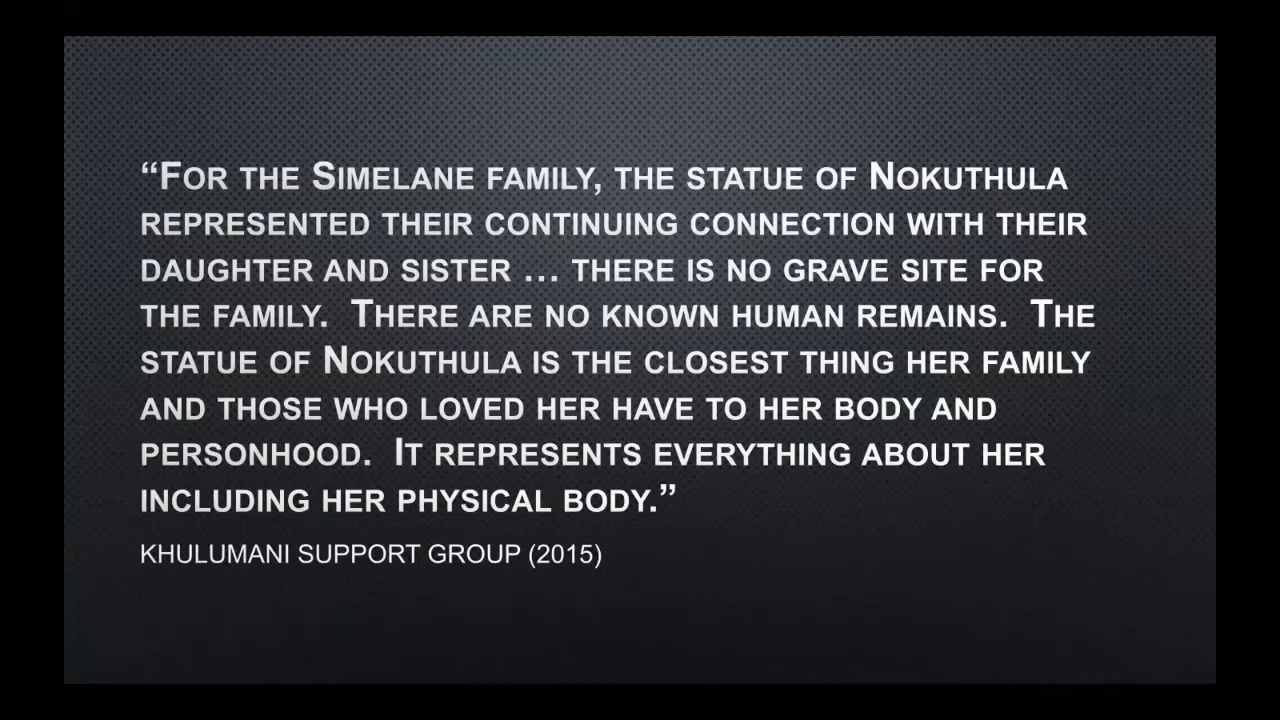 “For the Simelane family, the statue of Nokuthula
represented their continuing connection with their
daughter and sister … there is no grave site for
the family.  There are no known human remains.  The
statue of Nokuthula is the closest thing her family
and those who loved her have to her body and
personhood.  It represents everything about her
including her physical body.”
KHULUMANI SUPPORT GROUP (2015)